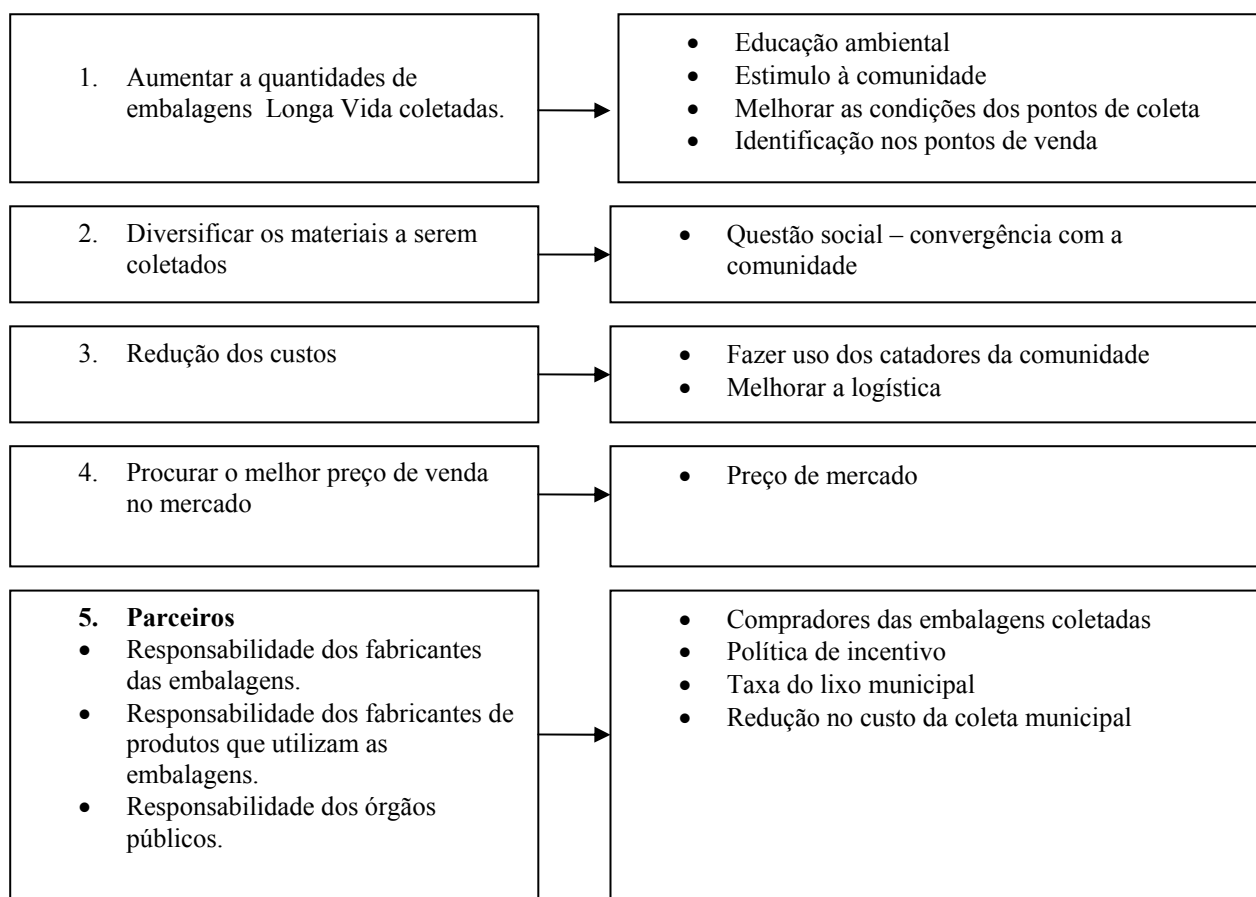 1. Aumentar a quantidades de
embalagens Longa Vida coletadas.
• Educação ambiental
• Estimulo à comunidade
• Melhorar as condições dos pontos de coleta
• Identificação nos pontos de venda
2. Diversificar os materiais a serem
coletados
• Questão social – convergência com a
comunidade
3. Redução dos custos
• Fazer uso dos catadores da comunidade
• Melhorar a logística
4. Procurar o melhor preço de venda
no mercado
• Preço de mercado
5. Parceiros
• Responsabilidade dos fabricantes
das embalagens.
• Responsabilidade dos fabricantes de
produtos que utilizam as
embalagens.
• Responsabilidade dos órgãos
públicos.
• Compradores das embalagens coletadas
• Política de incentivo
• Taxa do lixo municipal
• Redução no custo da coleta municipal